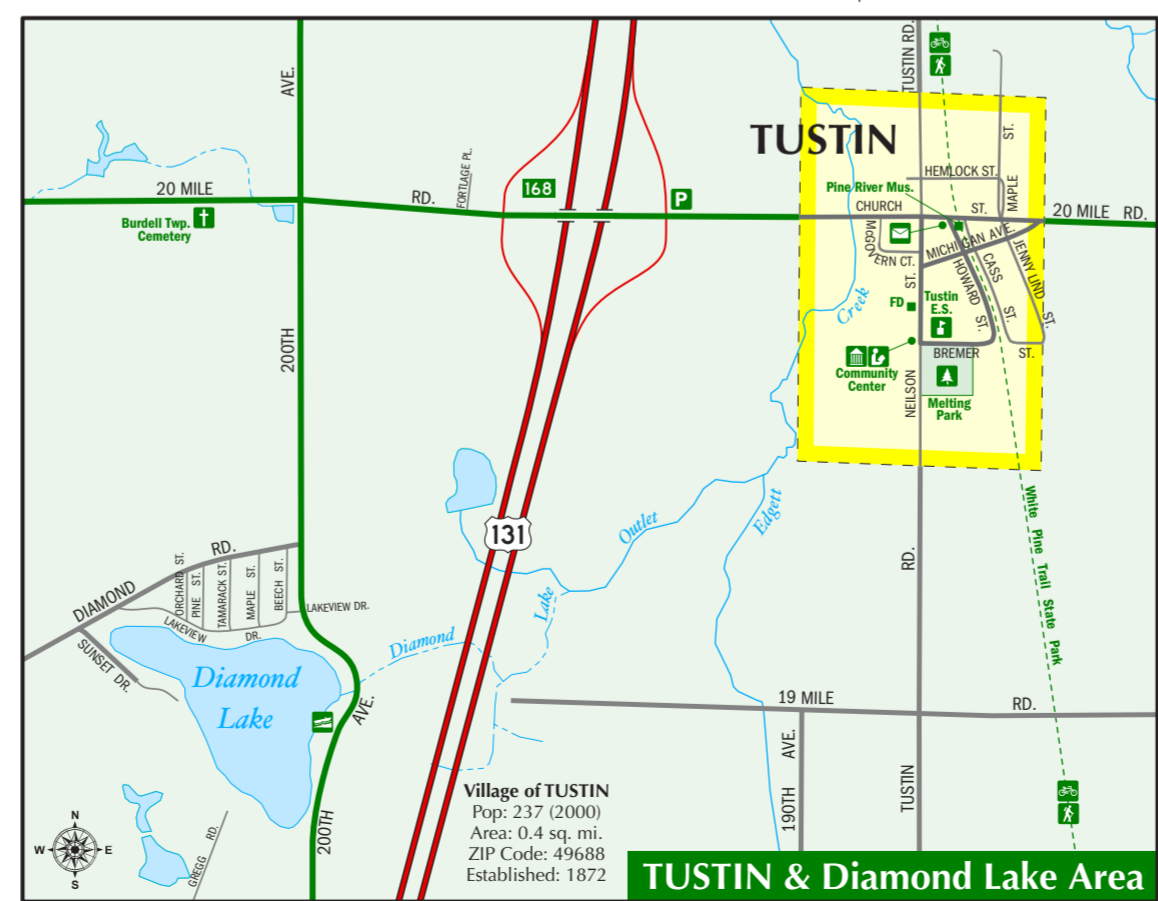 TUSTIN RD.
AVE.
TUSTIN
ST.
HEMLOCK ST.
Pine River Mus.
MAPLE
20 MILE
RD.
FORTLAGE PL.
168
P
CHURCH
ST.
20 MILE RD.
Burdell Twp.
Cemetery
McGOVERN CT.
MICHIGAN AVE.
JENNY LIND ST.
HOWARD ST.
CASS ST.
ST.
FD
Tustin
E.S.
Creek
200TH
BREMER
ST.
Community
Center
NEILSON
Melting
Park
131
Outlet
Edgett
White Pine Trail State Park
RD.
RD.
DIAMOND
ORCHARD ST.
PINE ST.
TAMARACK ST.
MAPLE ST.
BEECH ST.
LAKEVIEW DR.
LAKEVIEW
DR.
Lake
Diamond
SUNSET DR.
Diamond
Lake
AVE.
19 MILE
RD.
AVE.
190TH
TUSTIN
200TH
GREGG RD.
N
W
E
S
Village of TUSTIN
Pop: 237 (2000)
Area: 0.4 sq. mi.
ZIP Code: 49688
Established: 1872
TUSTIN & Diamond Lake Area